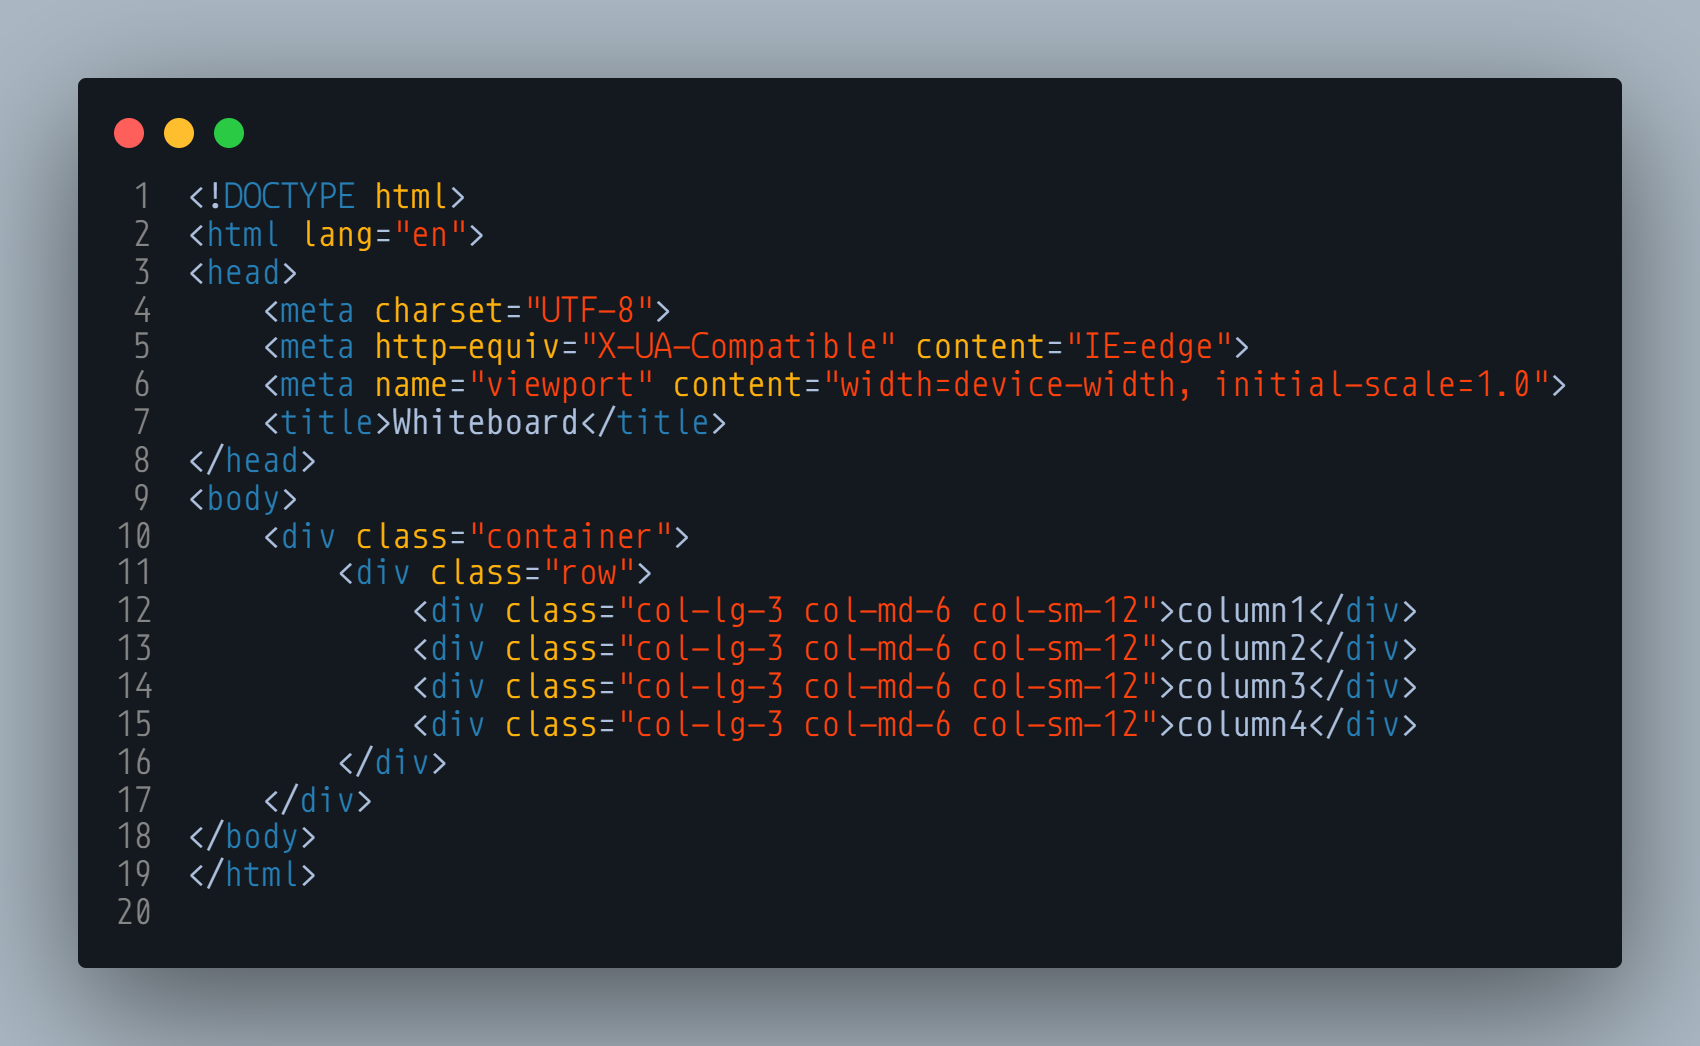 1 <!DOCTYPE html>
2 <html lang="en">
3 <head>
4     <meta charset="UTF-8">
5     <meta http-equiv="X-UA-Compatible" content="IE=edge">
6     <meta name="viewport" content="width=device-width, initial-scale=1.0">
7     <title>Whiteboard</title>
8 </head>
9 <body>
10     <div class="container">
11         <div class="row">
12             <div class="col-lg-3 col-md-6 col-sm-12">column1</div>
13             <div class="col-lg-3 col-md-6 col-sm-12">column2</div>
14             <div class="col-lg-3 col-md-6 col-sm-12">column3</div>
15             <div class="col-lg-3 col-md-6 col-sm-12">column4</div>
16         </div>
17     </div>
18 </body>
19 </html>
20